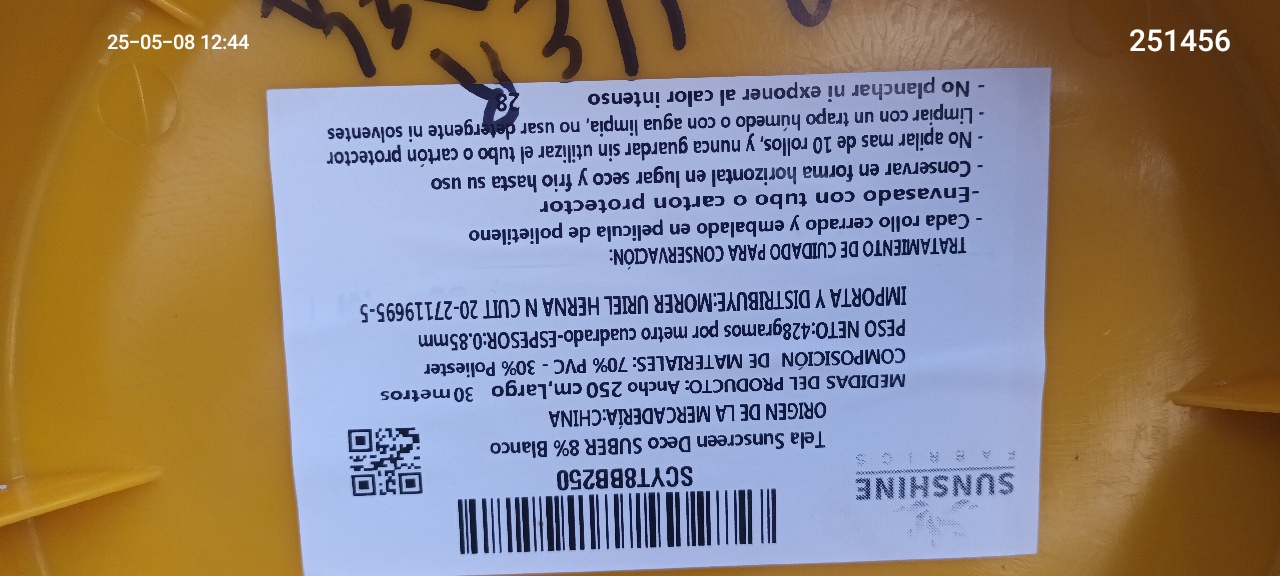 25-05-08 12:44
251456
SUNSHINE
FABRICS
SCYT8BB250
Tela Sunscreen Deco SUBER 8% Blanco
ORIGEN DE LA MERCADERÍA:CHINA
MEDIDAS DEL PRODUCTO: Ancho 250 cm,Largo 30 metros
COMPOSICIÓN DE MATERIALES: 70% PVC - 30% Poliester
PESO NETO:428gramos por metro cuadrado-ESPESOR:0.85mm
IMPORTA Y DISTRIBUYE:MORER URIEL HERNA N CUIT 20-27119695-5
TRATAMIENTO DE CUIDADO PARA CONSERVACIÓN:
- Cada rollo cerrado y embalado en pelicula de polietileno
-Envasado con tubo o carton protector
- Conservar en forma horizontal en lugar seco y frio hasta su uso
- No apilar mas de 10 rollos, y nunca guardar sin utilizar el tubo o cartón protector
- Limpiar con un trapo húmedo o con agua limpia, no usar detergente ni solventes
- No planchar ni exponer al calor intenso
28